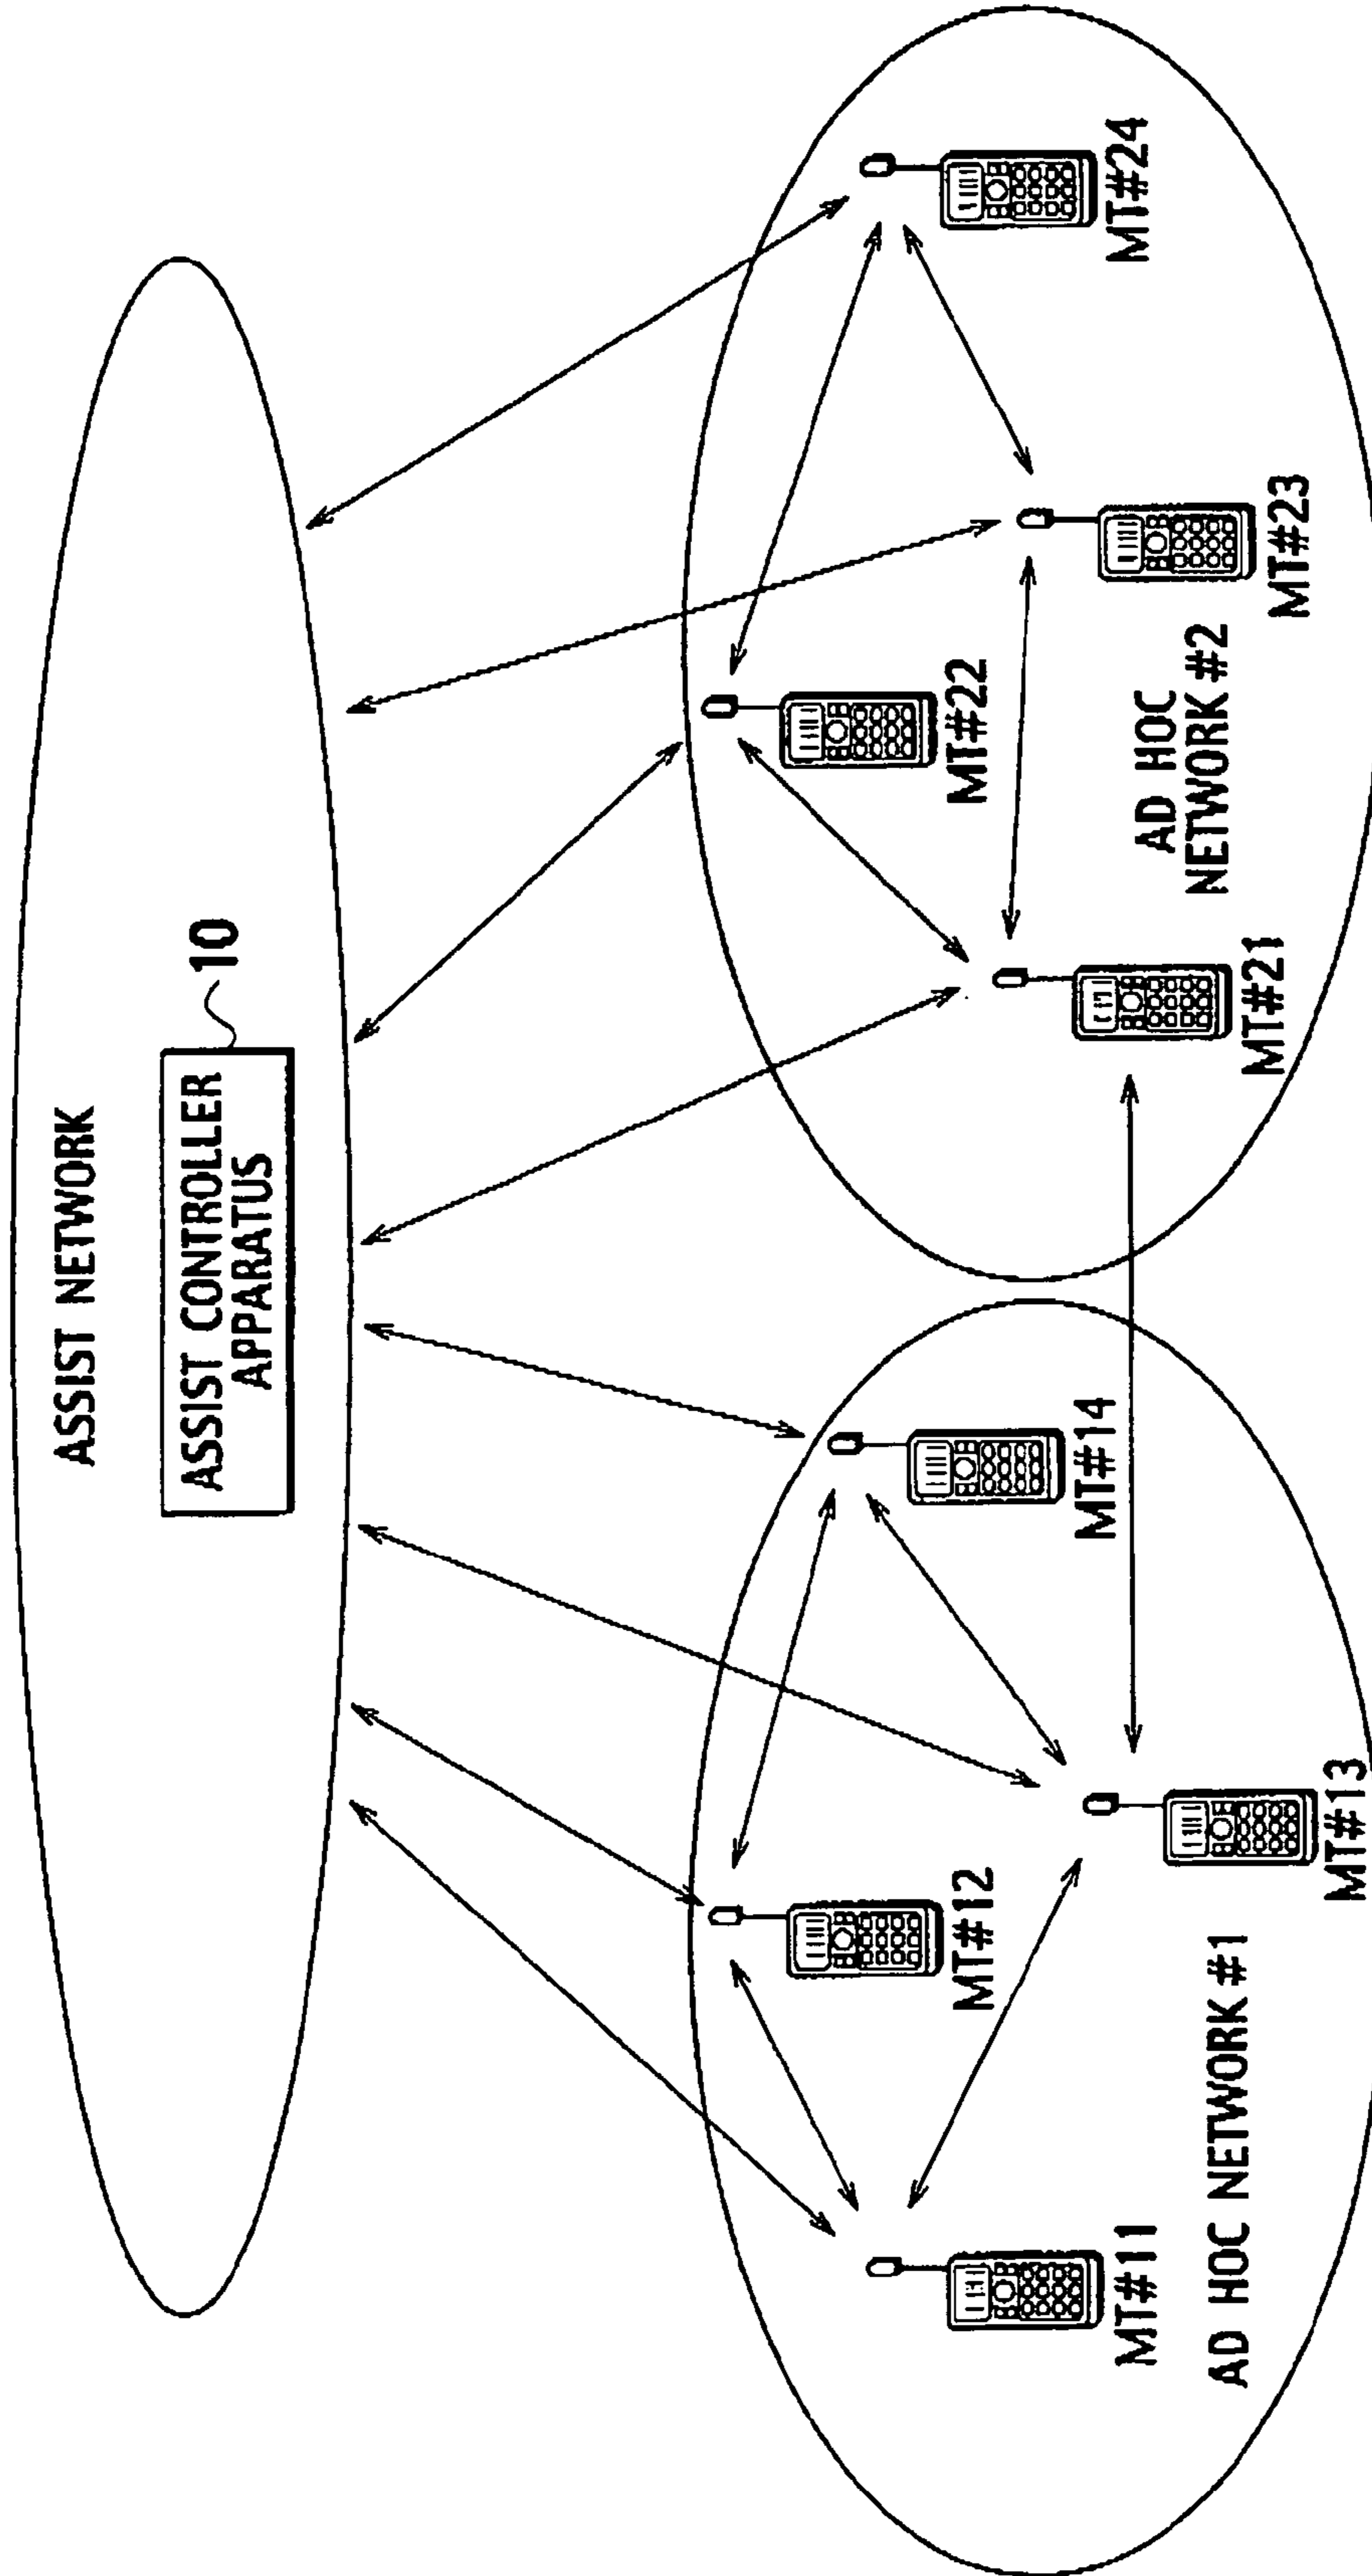 ASSIST NETWORK
ASSIST CONTROLLER
APPARATUS
10
MT#11
MT#12
MT#13
MT#14
AD HOC NETWORK #1
MT#21
MT#22
MT#23
MT#24
AD HOC
NETWORK #2